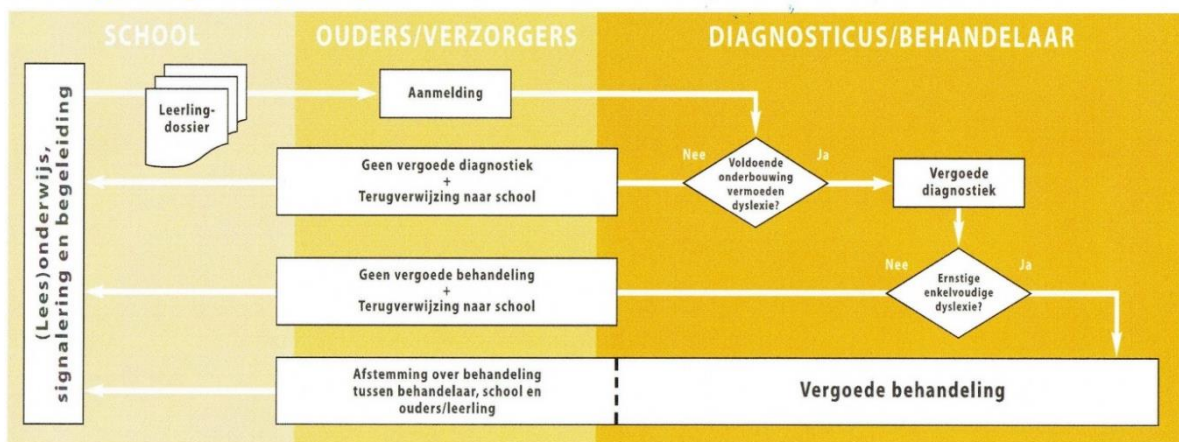 SCHOOL
OUDERS/VERZORGERS
DIAGNOSTICUS/BEHANDELAAR
(Lees)onderwijs,
signalering en begeleiding
Leerling-
dossier
Aanmelding
Nee
Voldoende
onderbouwing
vermoeden
dyslexie?
Ja
Vergoede
diagnostiek
Geen vergoede diagnostiek
+
Terugverwijzing naar school
Nee
Ernstige
enkelvoudige
dyslexie?
Ja
Geen vergoede behandeling
+
Terugverwijzing naar school
Afstemming over behandeling
tussen behandelaar, school en
ouders/leerling
Vergoede behandeling